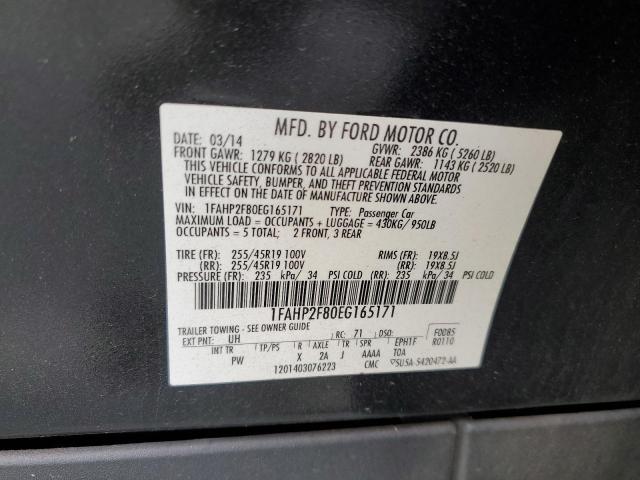 MFD. BY FORD MOTOR CO.
DATE: 03/14 GVWR: 2386 KG ( 5260 LB)
FRONT GAWR: 1279 KG ( 2820 LB) REAR GAWR: 1143 KG ( 2520 LB)
THIS VEHICLE CONFORMS TO ALL APPLICABLE FEDERAL MOTOR
VEHICLE SAFETY, BUMPER, AND THEFT PREVENTION STANDARDS
IN EFFECT ON THE DATE OF MANUFACTURE SHOWN ABOVE.
VIN: 1FAHP2F80EG165171 TYPE: Passenger Car
MAXIMUM LOAD = OCCUPANTS + LUGGAGE = 430KG/ 950LB
OCCUPANTS = 5 TOTAL; 2 FRONT, 3 REAR
TIRE (FR): 255/45R19 100V RIMS (FR): 19X8.5J
(RR): 255/45R19 100V (RR): 19X8.5J
PRESSURE (FR): 235 kPa/ 34 PSI COLD (RR): 235 kPa/ 34 PSI COLD
1FAHP2F80EG165171
TRAILER TOWING - SEE OWNER GUIDE
EXT PNT: UH RC: 71 DSO: F0085
INT TR TP/PS R AXLE TR SPR EPH1F R0110
PW X 2A J AAAA TOA
1201403076223 CMC ▽SU5A-5420472-AA